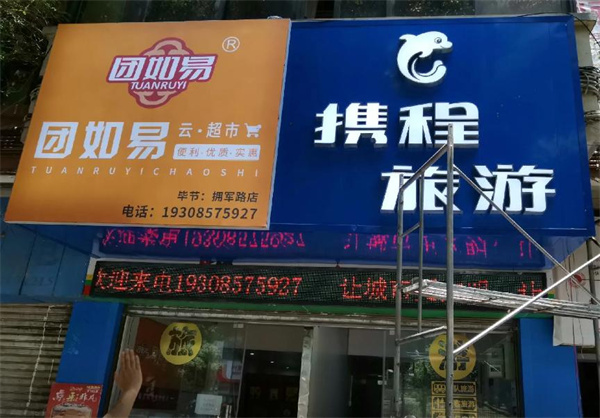 团如易
®
TUANRUYI
团如易
云·超市
便利·优质·实惠
TUANRUYICHAOSHI
毕节：拥军路店
电话：19308575927
携程
旅游
欢迎来电19308575927
让城
旅